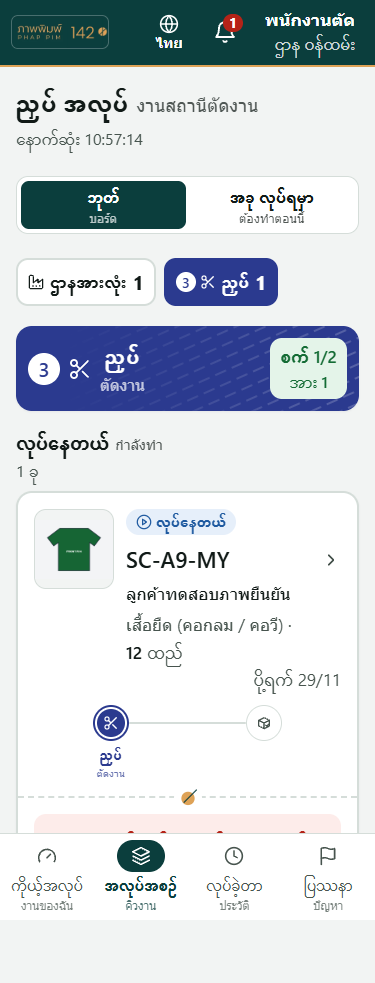 ภาพพิมพ์ 142
PHAP PIM
ไทย
1
พนักงานตัด
ဌာန ဝန်ထမ်း
ညှပ် အလုပ် งานสถานีตัดงาน
နောက်ဆုံး 10:57:14
ဘုတ်
บอร์ด
အခု လုပ်ရမှာ
ต้องทำตอนนี้
ဌာနအားလုံး 1
3 ညှပ် 1
3 ညှပ်
ตัดงาน
စက် 1/2
အား 1
လုပ်နေတယ် กำลังทำ
1 ခု
လုပ်နေတယ်
SC-A9-MY
ลูกค้าทดสอบภาพยืนยัน
เสื้อยืด (คอกลม / คอวี) ·
12 ထည်
ပို့ရက် 29/11
ညှပ်
ตัดงาน
ကိုယ့်အလုပ်
งานของฉัน
အလုပ်အစဉ်
คิวงาน
လုပ်ခဲ့တာ
ประวัติ
ပြဿနာ
ปัญหา